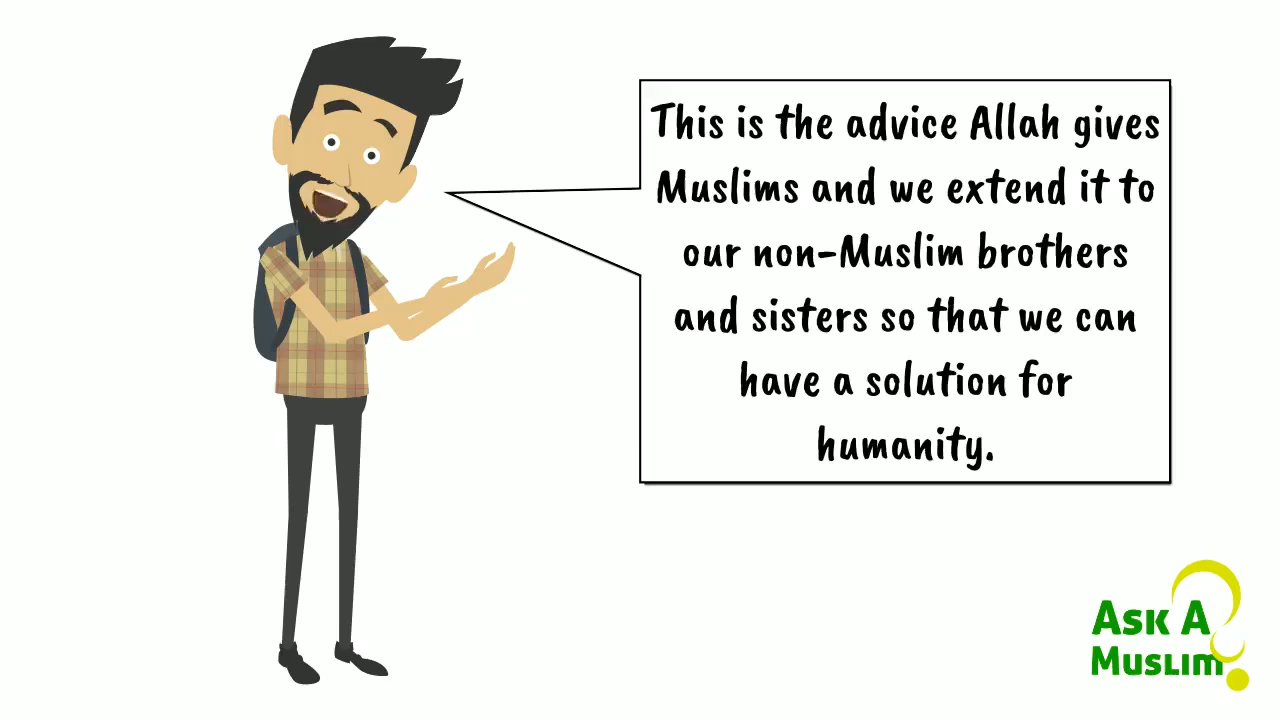 This is the advice Allah gives
Muslims and we extend it to
our non-Muslim brothers
and sisters so that we can
have a solution for
humanity.
Ask A
Muslim